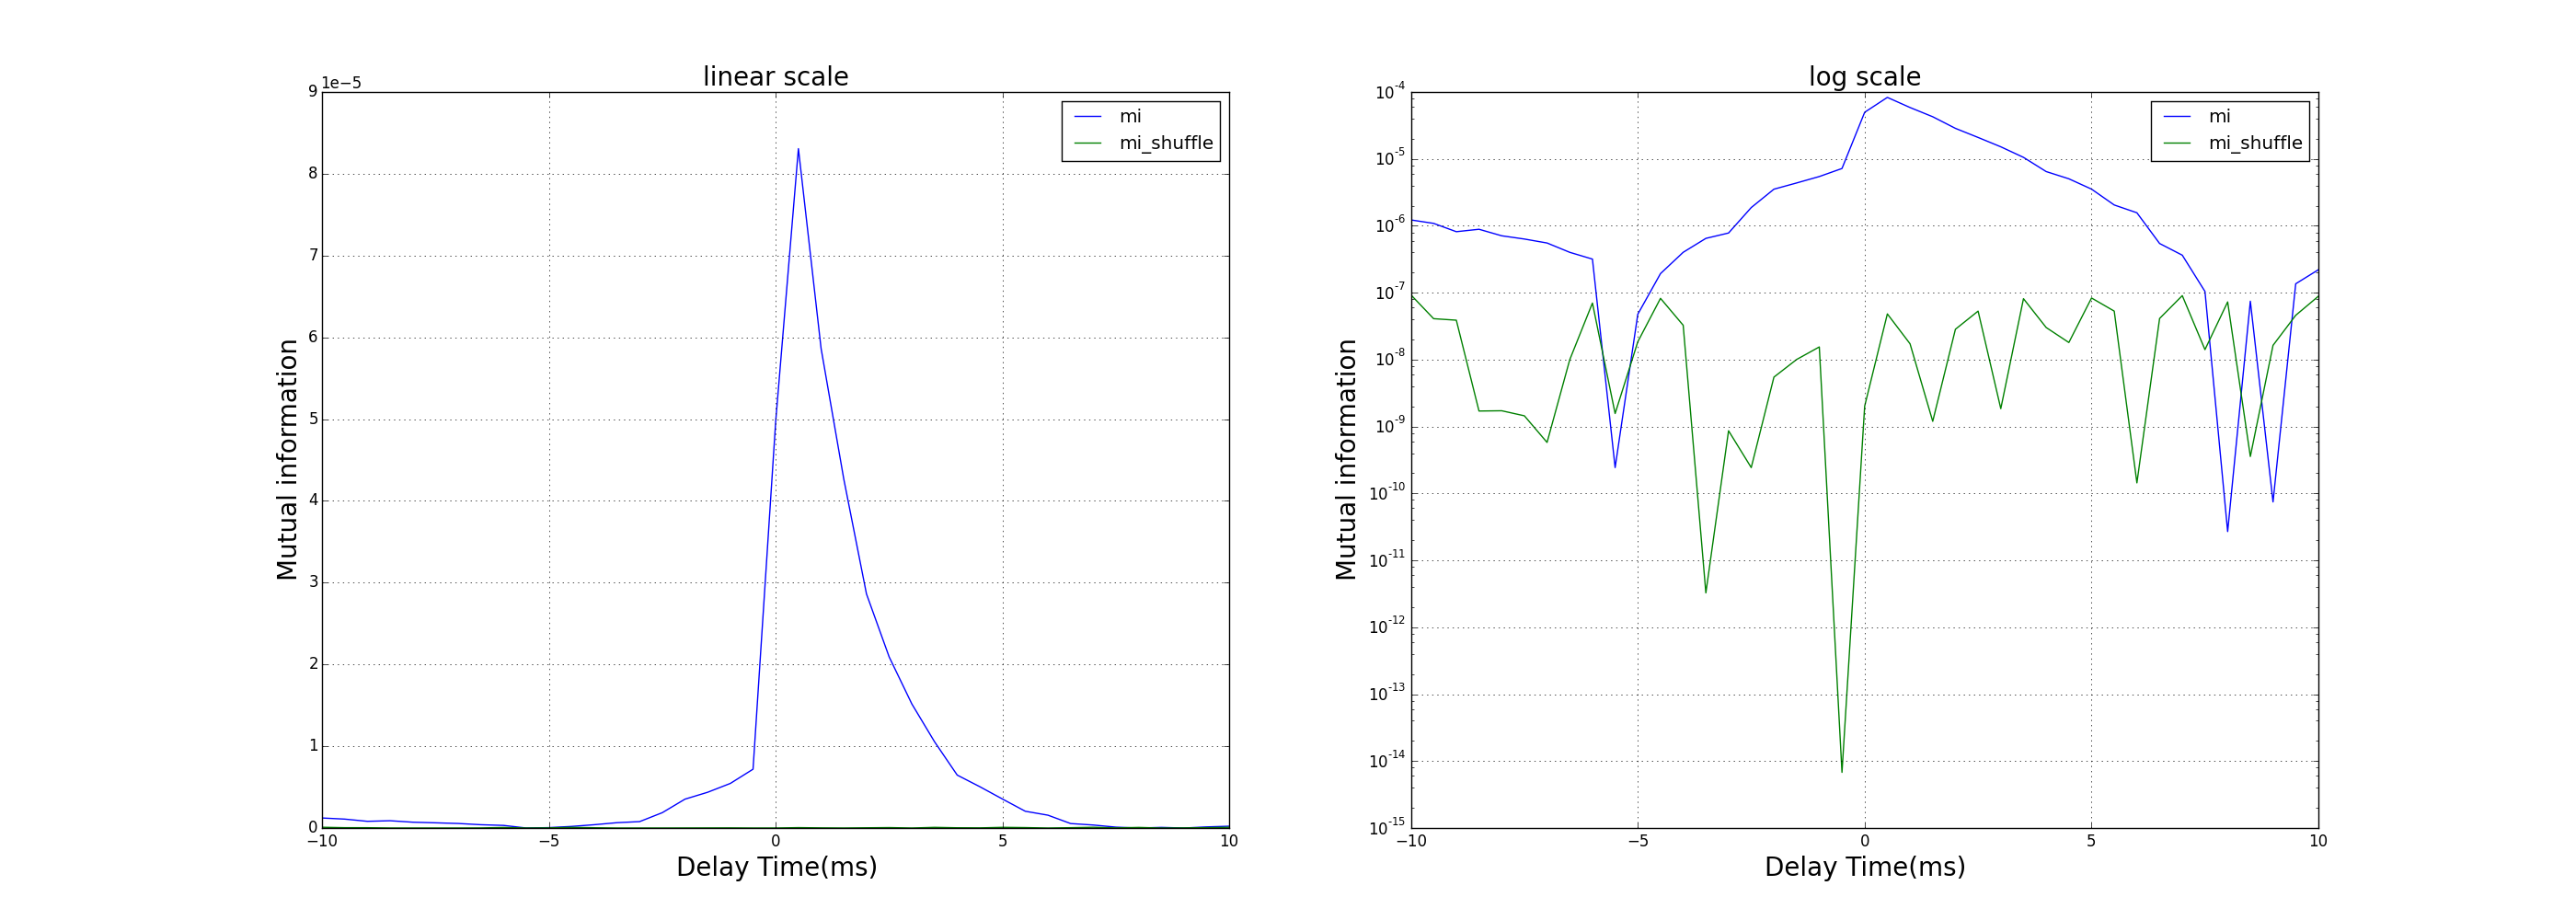 linear scale
1e−5
9
8
7
6
5
4
3
2
1
0
Mutual information
mi
mi_shuffle
−10
−5
0
5
10
Delay Time(ms)
log scale
10^-4
10^-5
10^-6
10^-7
10^-8
10^-9
10^-10
10^-11
10^-12
10^-13
10^-14
10^-15
Mutual information
mi
mi_shuffle
−10
−5
0
5
10
Delay Time(ms)